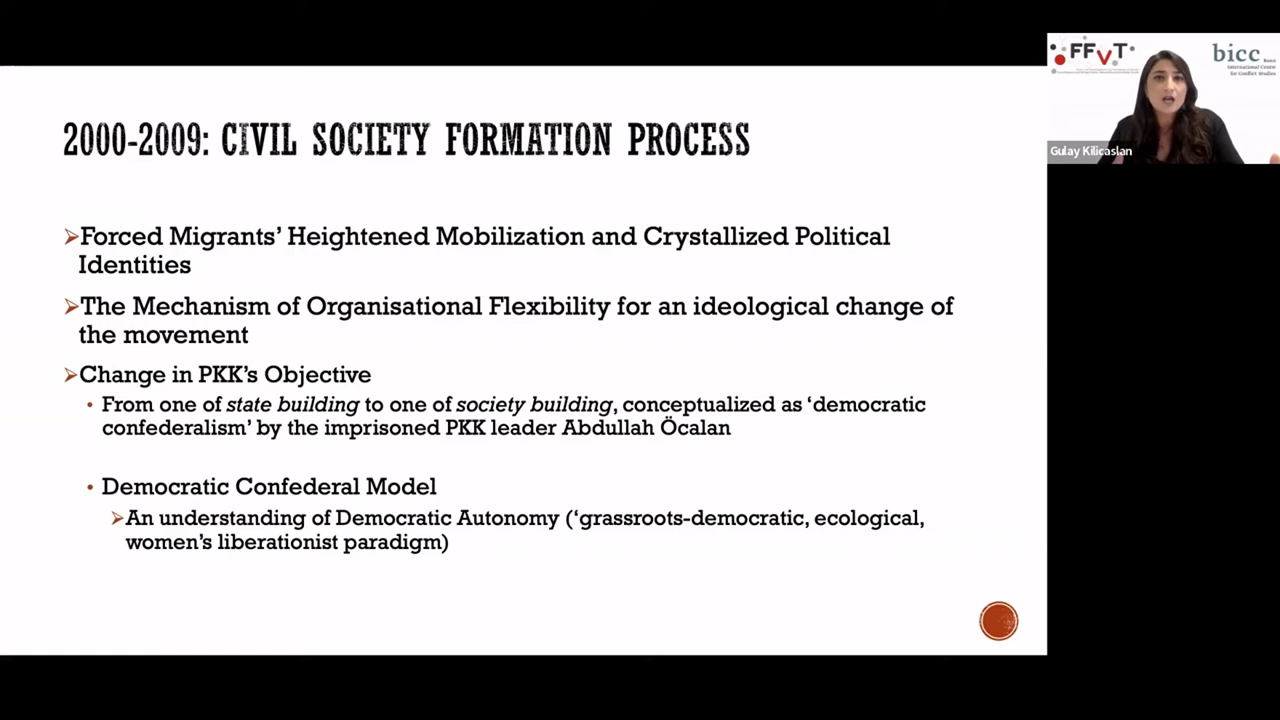 FFVT
bicc Bonn
International Centre
for Conflict Studies
Gulay Kilicaslan
2000-2009: CIVIL SOCIETY FORMATION PROCESS
Forced Migrants’ Heightened Mobilization and Crystallized Political
Identities
The Mechanism of Organisational Flexibility for an ideological change of
the movement
Change in PKK’s Objective
• From one of state building to one of society building, conceptualized as ‘democratic
confederalism’ by the imprisoned PKK leader Abdullah Öcalan
• Democratic Confederal Model
An understanding of Democratic Autonomy (‘grassroots-democratic, ecological,
women’s liberationist paradigm)